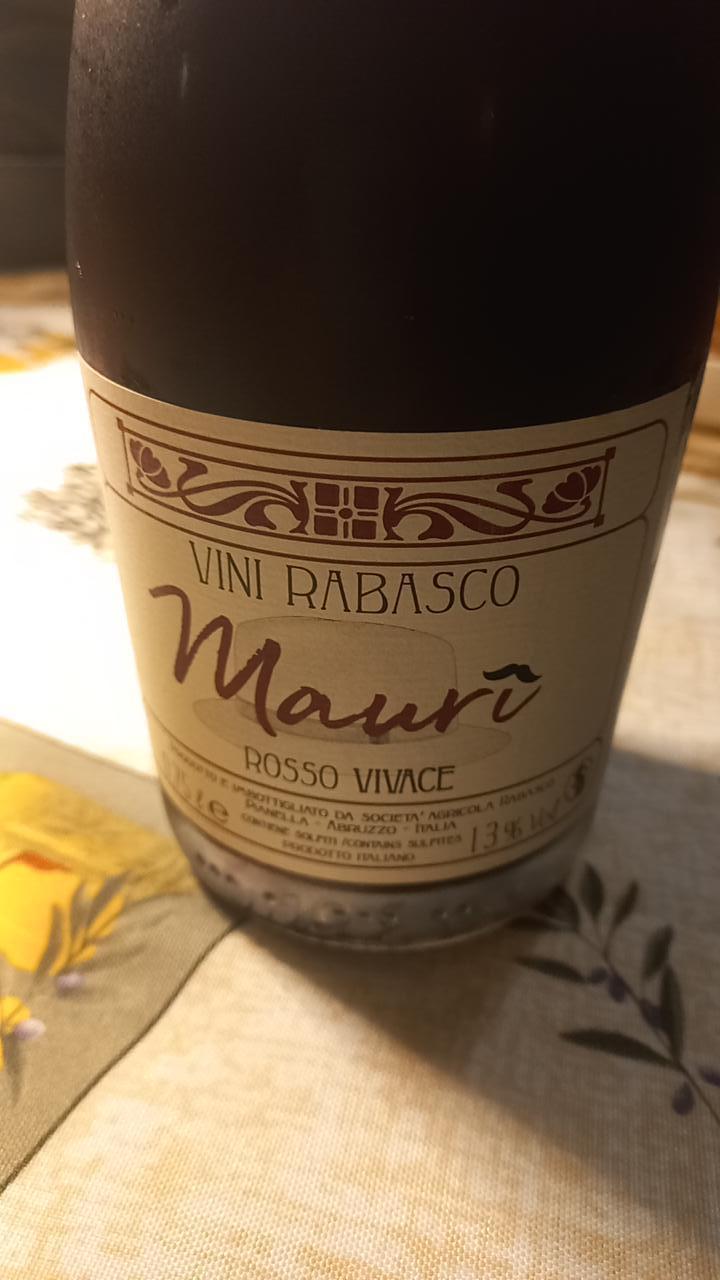 VINI RABASCO
Maurì
ROSSO VIVACE
PRODOTTO E IMBOTTIGLIATO DA SOCIETA' AGRICOLA RABASCO
PIANELLA - ABRUZZO - ITALIA
CONTIENE SOLFITI /CONTAINS SULFITES
PRODOTTO ITALIANO
75 ℓ e
13% vol